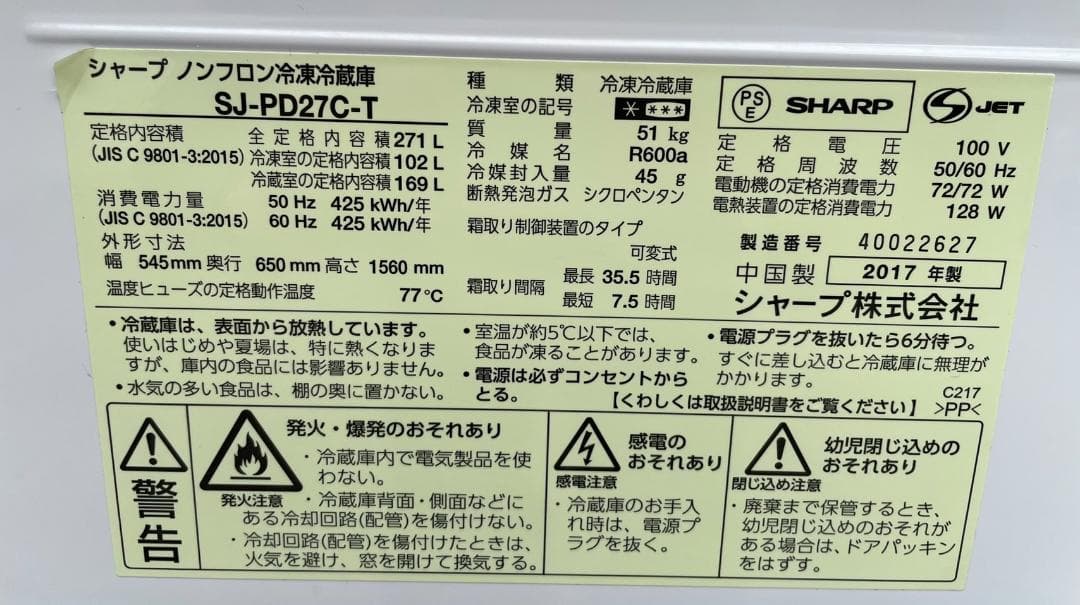 シャープ ノンフロン冷凍冷蔵庫
SJ-PD27C-T
定格内容積
(JIS C 9801-3:2015)
全定格内容積 271 L
冷凍室の定格内容積 102 L
冷蔵室の定格内容積 169 L
消費電力量
(JIS C 9801-3:2015)
50 Hz 425 kWh/年
60 Hz 425 kWh/年
外形寸法
幅 545 mm 奥行 650 mm 高さ 1560 mm
温度ヒューズの定格動作温度 77℃
種類 冷凍冷蔵庫
冷凍室の記号 * ***
質量 51 kg
冷媒名 R600a
冷媒封入量 45 g
断熱発泡ガス シクロペンタン
霜取り制御装置のタイプ
可変式
霜取り間隔
最長 35.5 時間
最短 7.5 時間
PS
E
SHARP
S JET
定格電圧 100 V
定格周波数 50/60 Hz
電動機の定格消費電力 72/72 W
電熱装置の定格消費電力 128 W
製造番号 40022627
中国製 2017 年製
シャープ株式会社
・冷蔵庫は、表面から放熱しています。
使いはじめや夏場は、特に熱くなりま
すが、庫内の食品には影響ありません。
・水気の多い食品は、棚の奥に置かない。
・室温が約5℃以下では、
食品が凍ることがあります。
・電源は必ずコンセントから
とる。
・電源プラグを抜いたら6分待つ。
すぐに差し込むと冷蔵庫に無理が
かかります。
【くわしくは取扱説明書をご覧ください】
C217
>PP<
警告
発火注意
発火・爆発のおそれあり
・冷蔵庫内で電気製品を使
わない。
・冷蔵庫背面・側面などに
ある冷却回路(配管)を傷付けない。
・冷却回路(配管)を傷付けたときは、
火気を避け、窓を開けて換気する。
感電注意
感電の
おそれあり
・冷蔵庫のお手入
れ時は、電源プ
ラグを抜く。
閉じ込め注意
幼児閉じ込めの
おそれあり
・廃棄まで保管するとき、
幼児閉じ込めのおそれが
ある場合は、ドアパッキン
をはずす。